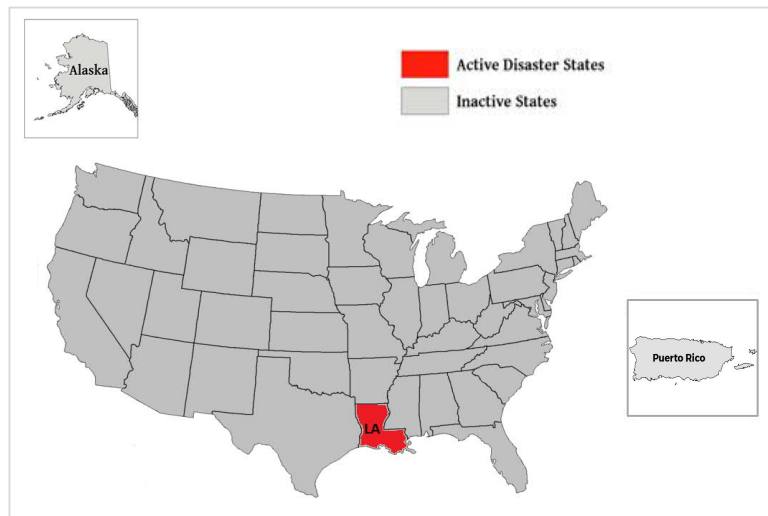 Alaska
Active Disaster States
Inactive States
Puerto Rico
LA